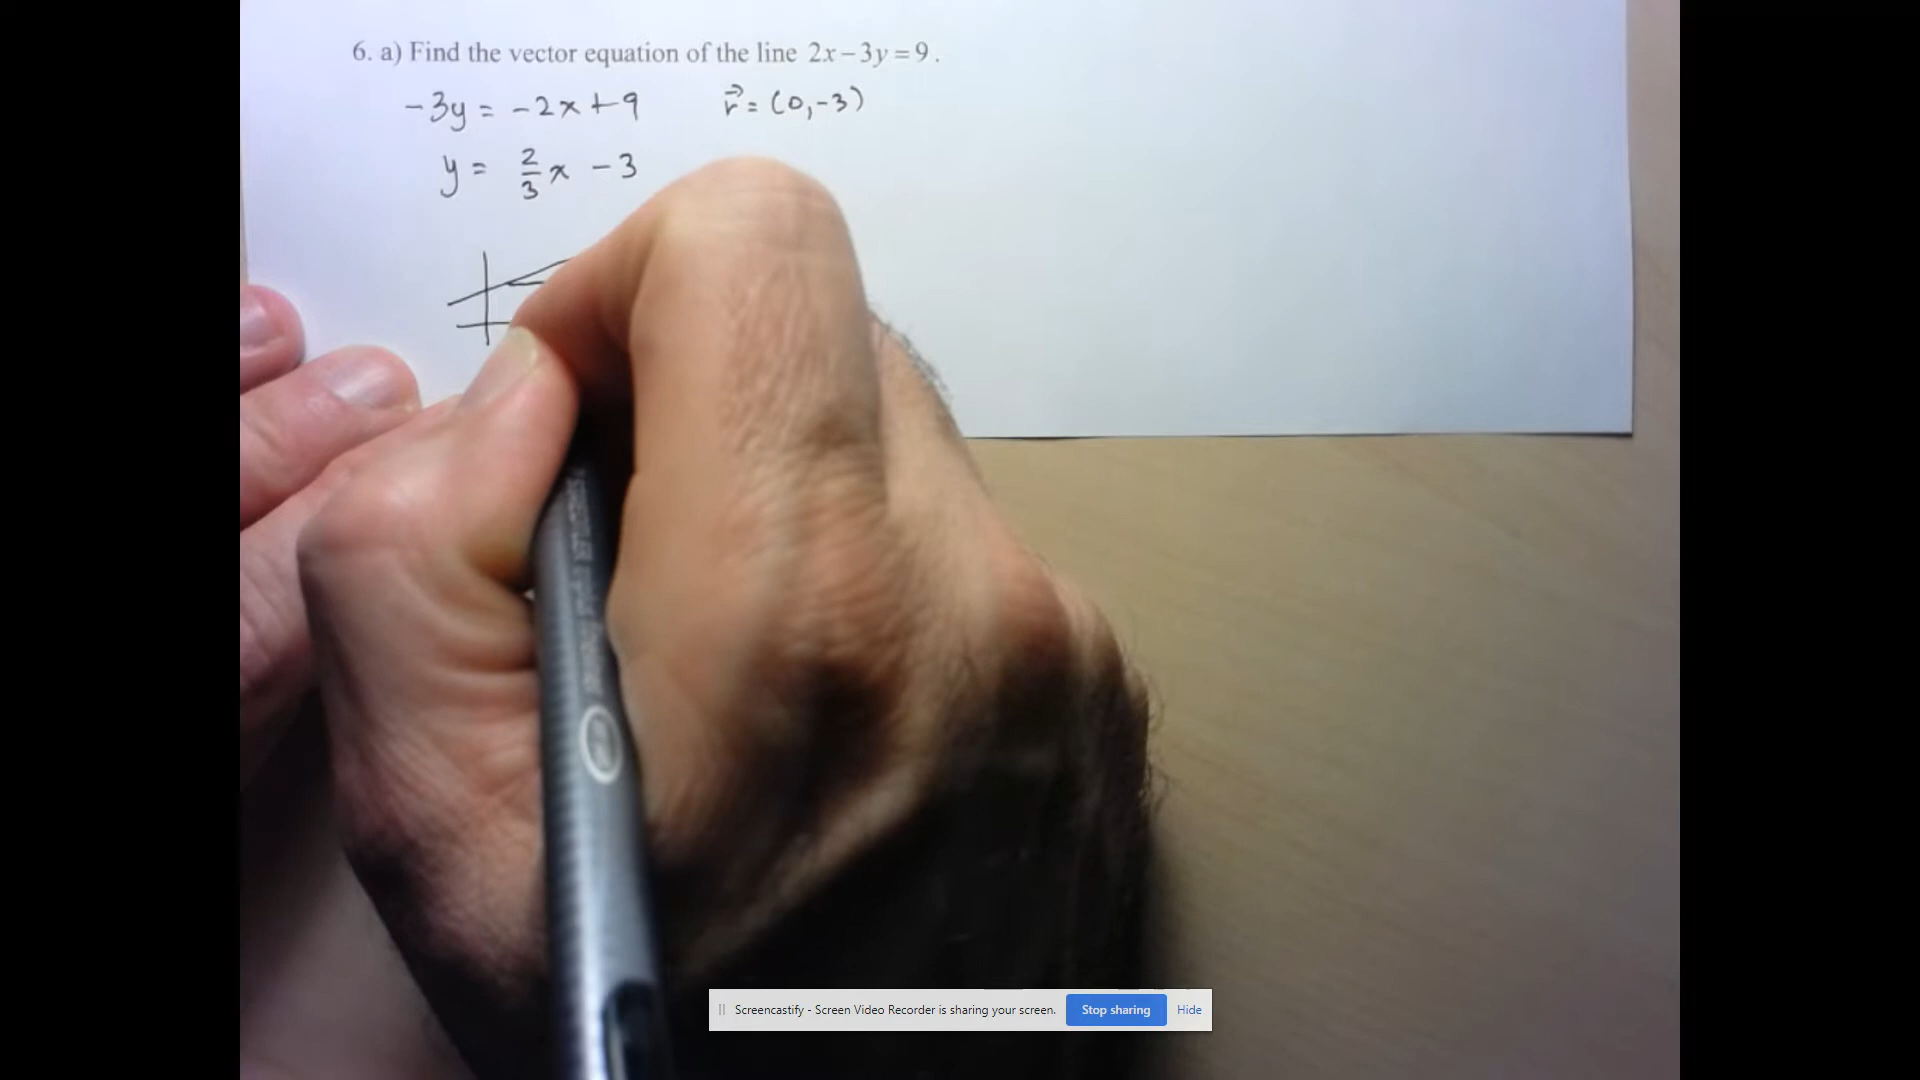 6. a) Find the vector equation of the line 2x−3y=9.
-3y = -2x+9
r⃗ = (0,-3)
y = 2/3 x - 3
Screencastify - Screen Video Recorder is sharing your screen. Stop sharing Hide